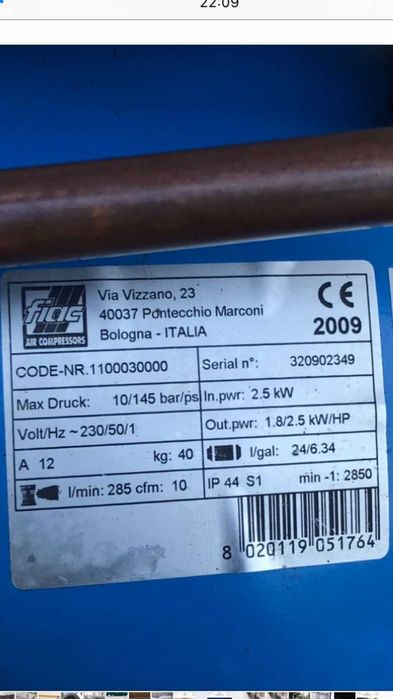 22:09
fiac
AIR COMPRESSORS
Via Vizzano, 23
40037 Pontecchio Marconi
Bologna - ITALIA
CE
2009
CODE-NR.1100030000
Serial n°: 320902349
Max Druck: 10/145 bar/ps
In.pwr: 2.5 kW
Volt/Hz ~230/50/1
Out.pwr: 1.8/2.5 kW/HP
A 12 kg: 40
l/gal: 24/6.34
l/min: 285 cfm: 10
IP 44 S1 min -1: 2850
8 020119 051764